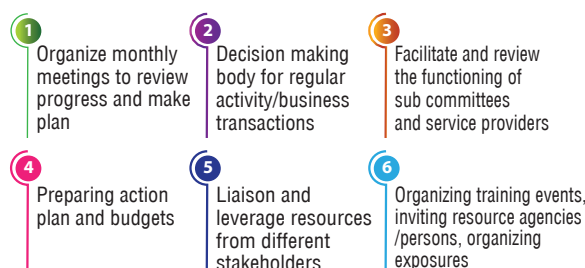 1
Organize monthly
meetings to review
progress and make
plan
2
Decision making
body for regular
activity/business
transactions
3
Facilitate and review
the functioning of
sub committees
and service providers
4
Preparing action
plan and budgets
5
Liaison and
leverage resources
from different
stakeholders
6
Organizing training events,
inviting resource agencies
/persons, organizing
exposures